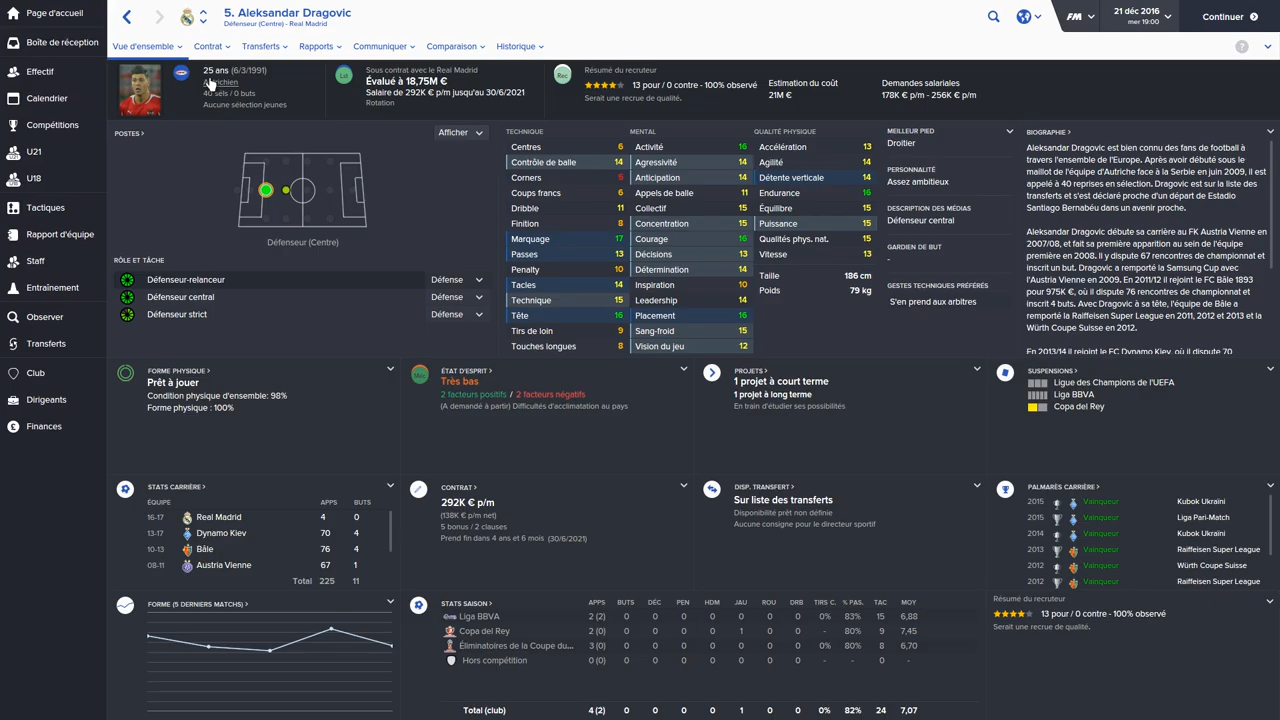 Page d'accueil
Boîte de réception
Effectif
Calendrier
Compétitions
U21
U18
Tactiques
Rapport d'équipe
Staff
Entraînement
Observer
Transferts
Club
Dirigeants
Finances
5. Aleksandar Dragovic
Défenseur (Centre) - Real Madrid
FM
21 déc 2016
mer 19:00
Continuer
Vue d'ensemble
Contrat
Transferts
Rapports
Communiquer
Comparaison
Historique
?
25 ans (6/3/1991)
40 séls / 0 buts
Aucune sélection jeunes
Lst
Sous contrat avec le Real Madrid
Évalué à 18,75M €
Salaire de 292K € p/m jusqu'au 30/6/2021
Rotation
Rec
Résumé du recruteur
13 pour / 0 contre - 100% observé
Serait une recrue de qualité.
Estimation du coût
21M €
Demandes salariales
178K € p/m - 256K € p/m
POSTES >
Afficher
Défenseur (Centre)
RÔLE ET TÂCHE
Défenseur-relanceur Défense
Défenseur central Défense
Défenseur strict Défense
TECHNIQUE
Centres 6
Contrôle de balle 14
Corners 5
Coups francs 6
Dribble 11
Finition 8
Marquage 17
Passes 13
Penalty 10
Tacles 14
Technique 15
Tête 16
Tirs de loin 9
Touches longues 8
MENTAL
Activité 16
Agressivité 14
Anticipation 14
Appels de balle 11
Collectif 15
Concentration 15
Courage 16
Décisions 13
Détermination 14
Inspiration 10
Leadership 14
Placement 16
Sang-froid 15
Vision du jeu 12
QUALITÉ PHYSIQUE
Accélération 13
Agilité 14
Détente verticale 14
Endurance 16
Équilibre 15
Puissance 15
Qualités phys. nat. 15
Vitesse 13
Taille 186 cm
Poids 79 kg
MEILLEUR PIED
Droitier
PERSONNALITÉ
Assez ambitieux
DESCRIPTION DES MÉDIAS
Défenseur central
GARDIEN DE BUT
-
GESTES TECHNIQUES PRÉFÉRÉS
S'en prend aux arbitres
BIOGRAPHIE >
Aleksandar Dragovic est bien connu des fans de football à
travers l'ensemble de l'Europe. Après avoir débuté sous le
maillot de l'équipe d'Autriche face à la Serbie en juin 2009, il
est appelé à 40 reprises en sélection. Dragovic est sur la liste des
transferts et s'est déclaré proche d'un départ de Estadio
Santiago Bernabéu dans un avenir proche.
Aleksandar Dragovic débute sa carrière au FK Austria Vienne en
2007/08, et fait sa première apparition au sein de l'équipe
première en 2008. Il y dispute 67 rencontres de championnat et
inscrit un but. Dragovic a remporté la Samsung Cup avec
l'Austria Vienne en 2009. En 2011/12 il rejoint le FC Bâle 1893
pour 975K €, où il dispute 76 rencontres de championnat et
inscrit 4 buts. Avec Dragovic à sa tête, l'équipe de Bâle a
remporté la Raiffeisen Super League en 2011, 2012 et 2013 et la
Würth Coupe Suisse en 2012.
En 2013/14 il rejoint le FC Dynamo Kiev, où il dispute 70
FORME PHYSIQUE >
Prêt à jouer
Condition physique d'ensemble: 98%
Forme physique : 100%
ÉTAT D'ESPRIT >
Très bas
2 facteurs positifs / 2 facteurs négatifs
(A demandé à partir) Difficultés d'acclimatation au pays
PROJETS >
1 projet à court terme
1 projet à long terme
En train d'étudier ses possibilités
SUSPENSIONS >
Ligue des Champions de l'UEFA
Liga BBVA
Copa del Rey
STATS CARRIÈRE >
ÉQUIPE APPS BUTS
16-17 Real Madrid 4 0
13-17 Dynamo Kiev 70 4
10-13 Bâle 76 4
08-11 Austria Vienne 67 1
Total 225 11
CONTRAT >
292K € p/m
(138K € p/m net)
5 bonus / 2 clauses
Prend fin dans 4 ans et 6 mois (30/6/2021)
DISP. TRANSFERT >
Sur liste des transferts
Disponibilité prêt non définie
Aucune consigne pour le directeur sportif
PALMARÈS CARRIÈRE >
2015 Vainqueur Kubok Ukraïni
2015 Vainqueur Liga Pari-Match
2014 Vainqueur Kubok Ukraïni
2013 Vainqueur Raiffeisen Super League
2012 Vainqueur Würth Coupe Suisse
2012 Vainqueur Raiffeisen Super League
FORME (5 DERNIERS MATCHS) >
STATS SAISON > APPS BUTS DÉC PEN HDM JAU ROU DRB TIRS C. % PAS. TAC MOY
Liga BBVA 2 (2) 0 0 0 0 0 0 0 0% 83% 15 6,88
Copa del Rey 2 (0) 0 0 0 0 1 0 0 - 80% 9 7,45
Éliminatoires de la Coupe du... 3 (0) 0 0 0 0 0 0 0 0% 80% 8 6,70
Hors compétition 0 (0) 0 0 0 0 0 0 0 - - 0 -
Total (club) 4 (2) 0 0 0 0 1 0 0 0% 82% 24 7,07
Résumé du recruteur
13 pour / 0 contre - 100% observé
Serait une recrue de qualité.